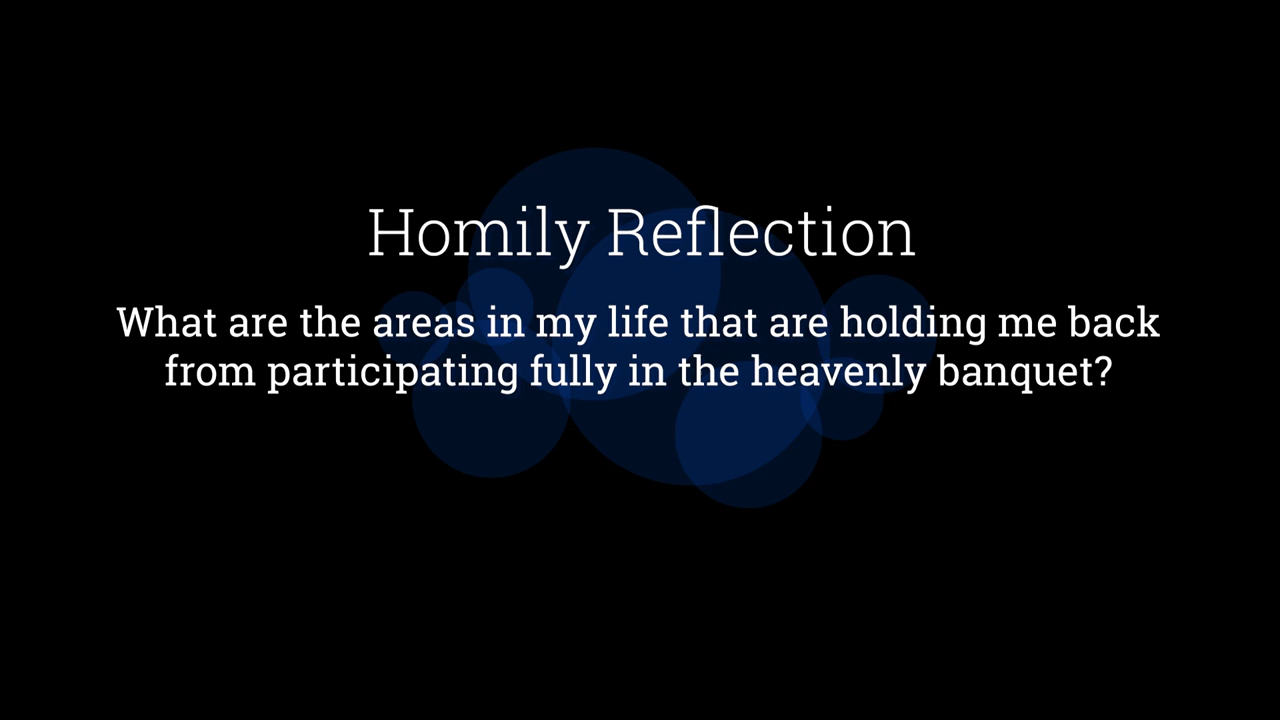 Homily Reflection
What are the areas in my life that are holding me back
from participating fully in the heavenly banquet?